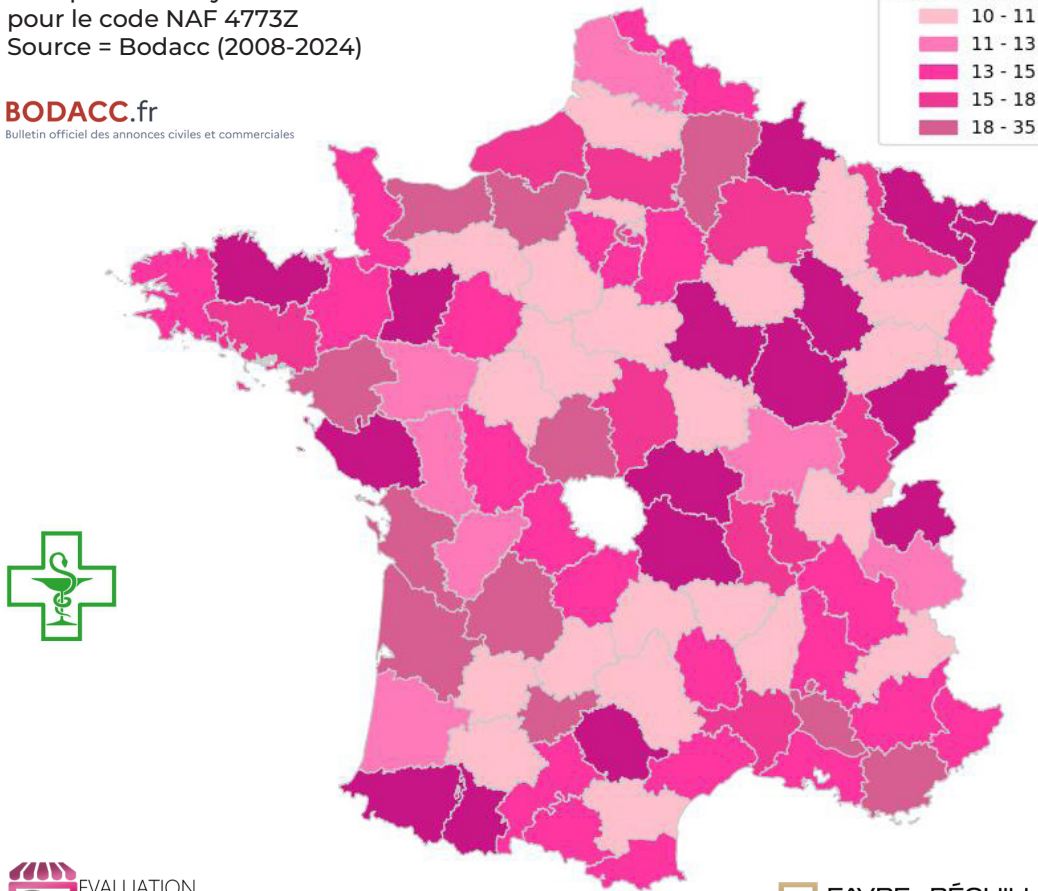 pour le code NAF 4773Z
Source = Bodacc (2008-2024)
BODACC.fr
Bulletin officiel des annonces civiles et commerciales
10 - 11
11 - 13
13 - 15
15 - 18
18 - 35
EVALUATION